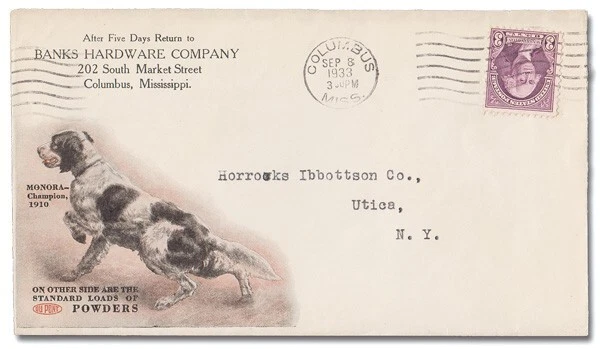 After Five Days Return to
BANKS HARDWARE COMPANY
202 South Market Street
Columbus, Mississippi.
COLUMBUS
SEP 8
1933
PM
MISS.
3
3
MONORA—
Champion,
1910
Horrocks Ibbottson Co.,
Utica,
N. Y.
ON OTHER SIDE ARE THE
STANDARD LOADS OF
DU PONT POWDERS